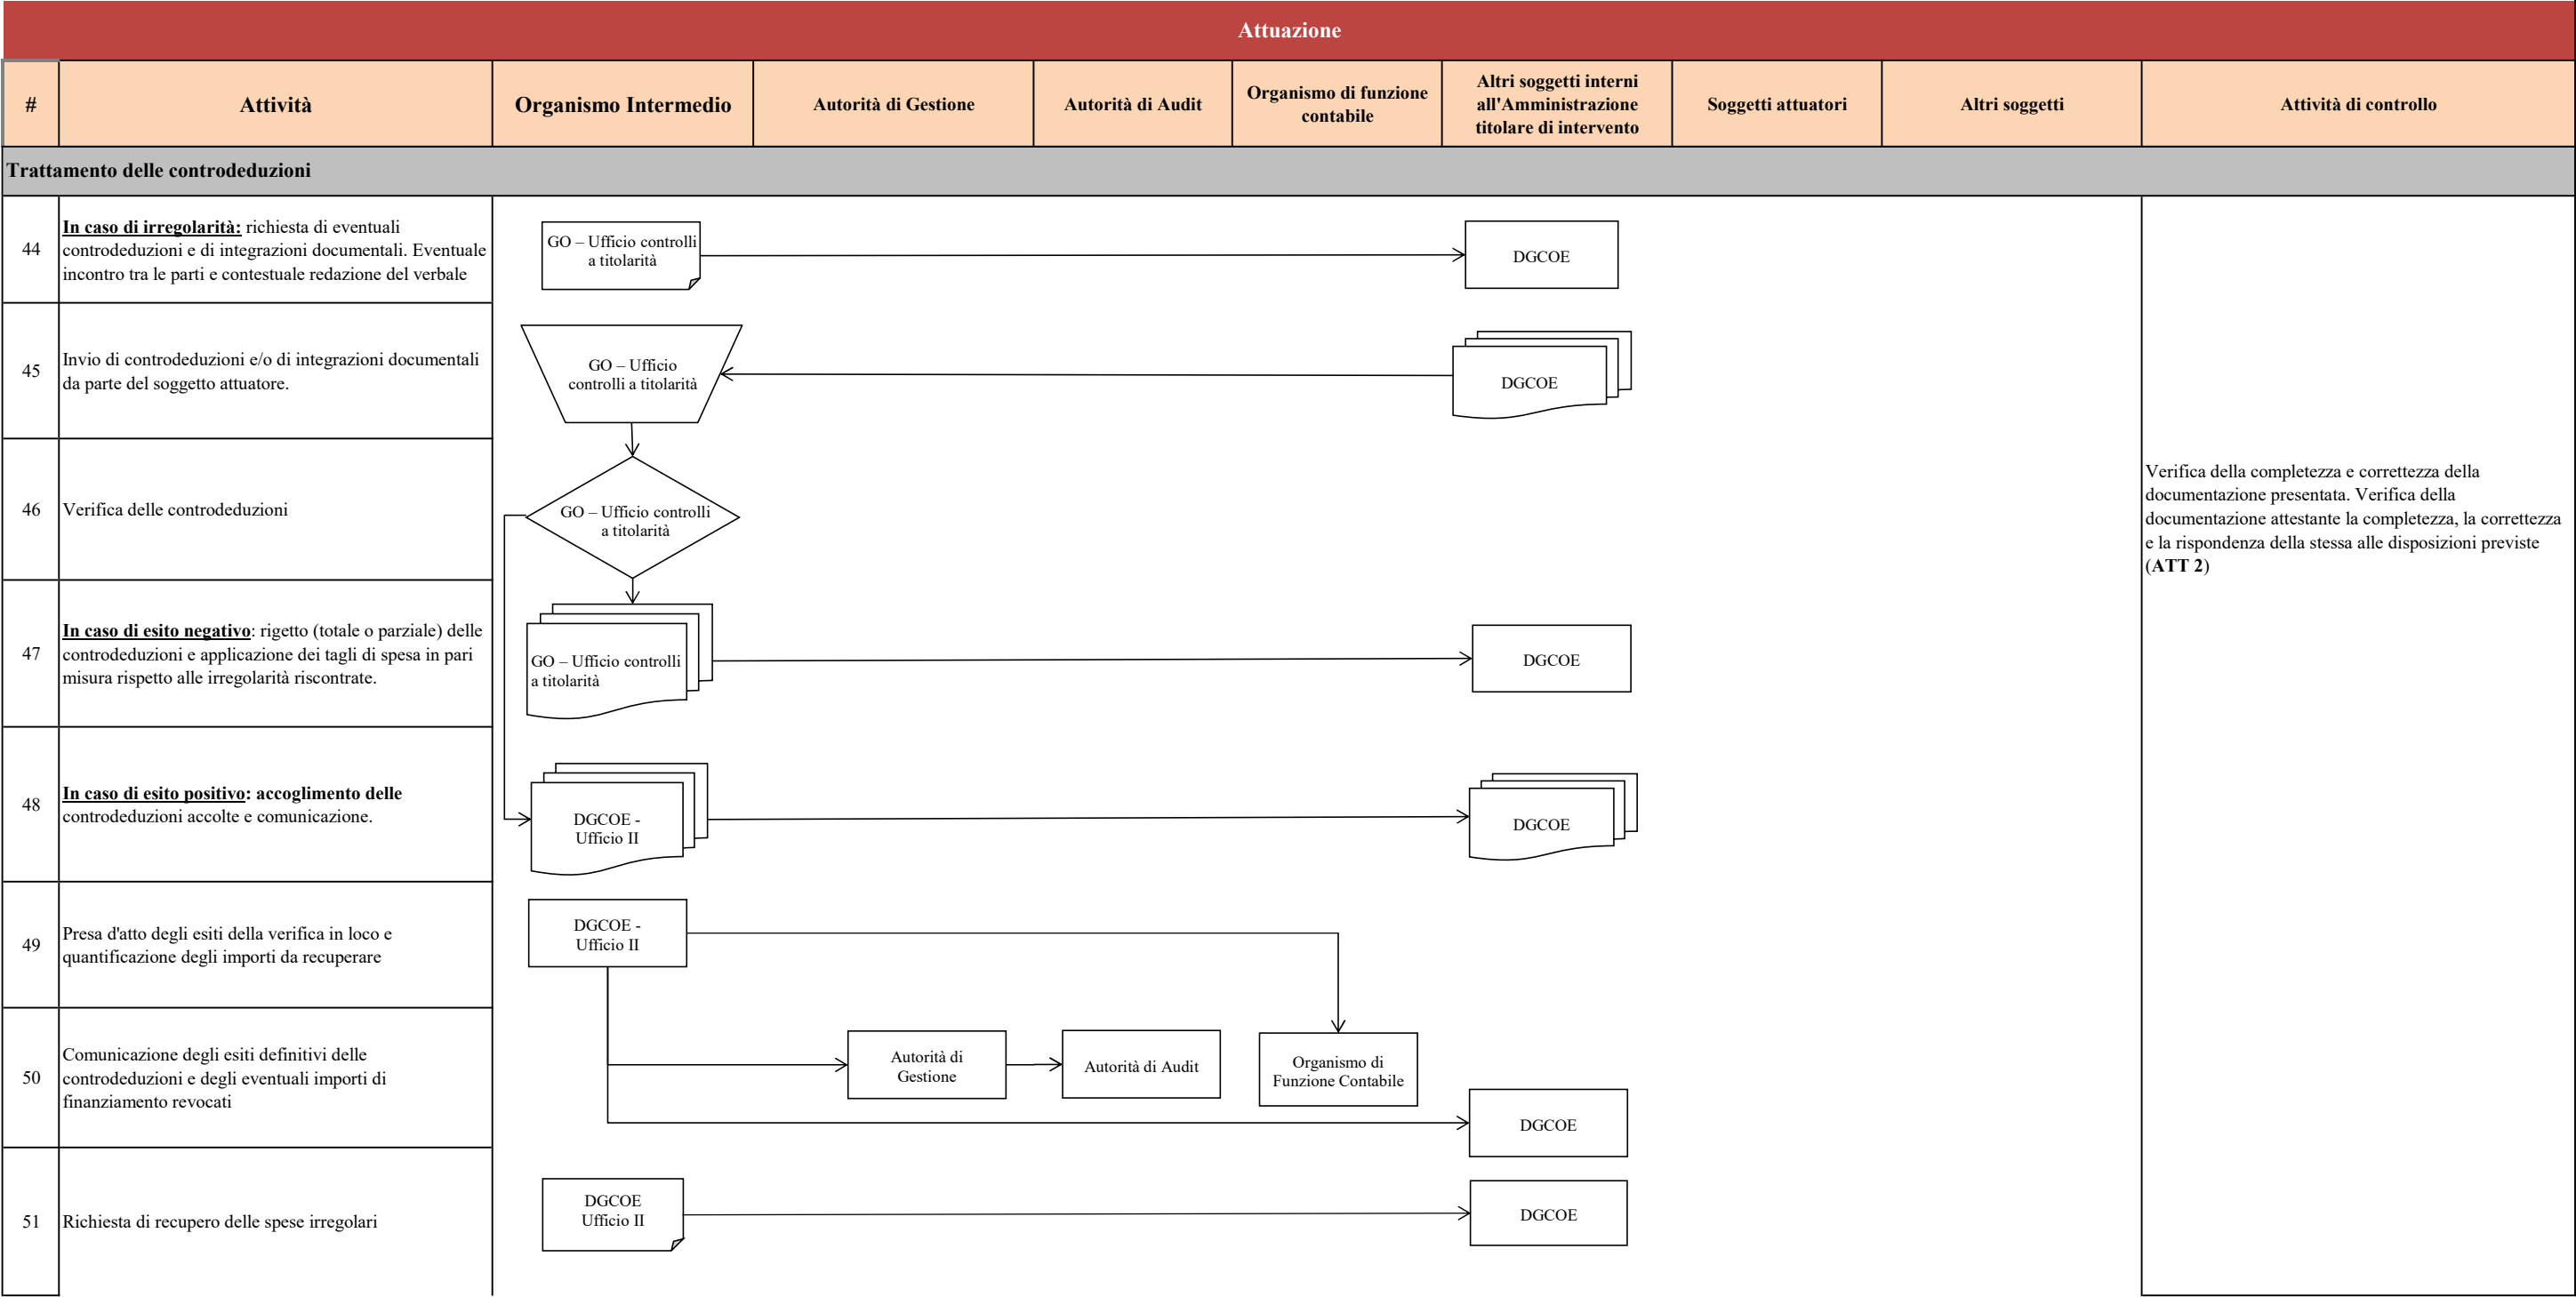 Attuazione
#
Attività
Organismo Intermedio
Autorità di Gestione
Autorità di Audit
Organismo di funzione
contabile
Altri soggetti interni
all'Amministrazione
titolare di intervento
Soggetti attuatori
Altri soggetti
Attività di controllo
Trattamento delle controdeduzioni
44
In caso di irregolarità: richiesta di eventuali
controdeduzioni e di integrazioni documentali. Eventuale
incontro tra le parti e contestuale redazione del verbale
GO – Ufficio controlli
a titolarità
DGCOE
45
Invio di controdeduzioni e/o di integrazioni documentali
da parte del soggetto attuatore.
GO – Ufficio
controlli a titolarità
DGCOE
46
Verifica delle controdeduzioni
GO – Ufficio controlli
a titolarità
Verifica della completezza e correttezza della
documentazione presentata. Verifica della
documentazione attestante la completezza, la correttezza
e la rispondenza della stessa alle disposizioni previste
(ATT 2)
47
In caso di esito negativo: rigetto (totale o parziale) delle
controdeduzioni e applicazione dei tagli di spesa in pari
misura rispetto alle irregolarità riscontrate.
GO – Ufficio controlli
a titolarità
DGCOE
48
In caso di esito positivo: accoglimento delle
controdeduzioni accolte e comunicazione.
DGCOE -
Ufficio II
DGCOE
49
Presa d'atto degli esiti della verifica in loco e
quantificazione degli importi da recuperare
DGCOE -
Ufficio II
50
Comunicazione degli esiti definitivi delle
controdeduzioni e degli eventuali importi di
finanziamento revocati
Autorità di
Gestione
Autorità di Audit
Organismo di
Funzione Contabile
DGCOE
51
Richiesta di recupero delle spese irregolari
DGCOE
Ufficio II
DGCOE